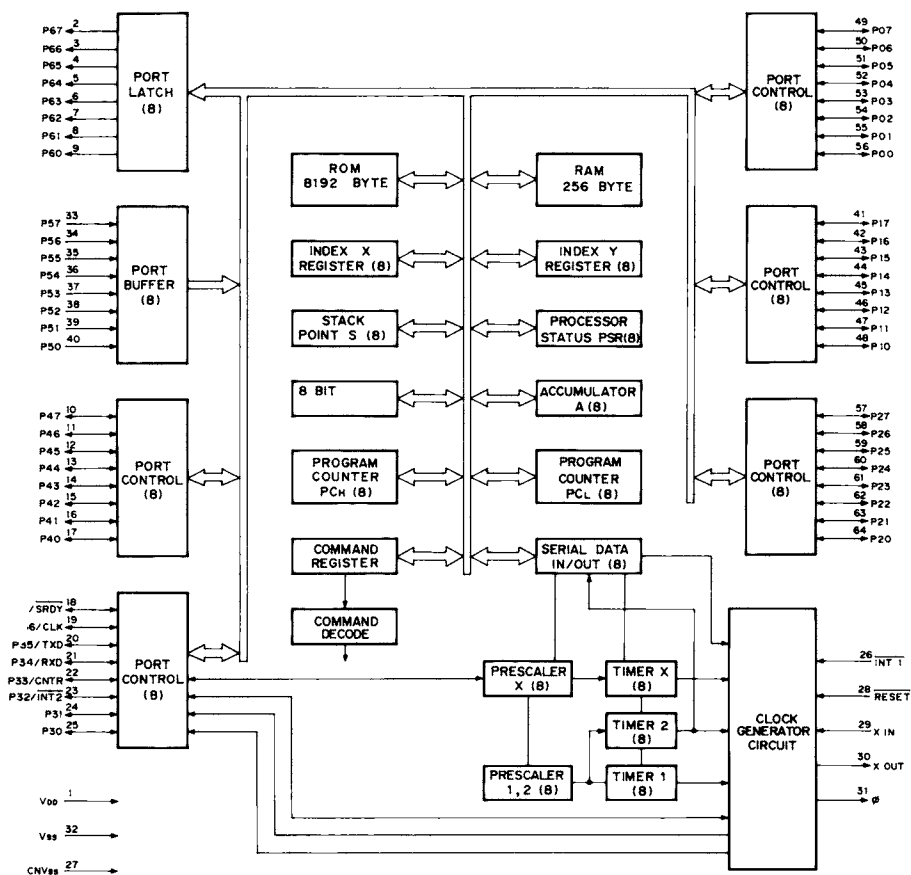 P67 2
P66 3
P65 4
P64 5
P63 6
P62 7
P61 8
P60 9
PORT
LATCH
(8)
PORT
CONTROL
(8)
49 P07
50 P06
51 P05
52 P04
53 P03
54 P02
55 P01
56 P00
ROM
8192 BYTE
RAM
256 BYTE
P57 33
P56 34
P55 35
P54 36
P53 37
P52 38
P51 39
P50 40
PORT
BUFFER
(8)
INDEX X
REGISTER (8)
INDEX Y
REGISTER (8)
STACK
POINT S (8)
PROCESSOR
STATUS PSR(8)
PORT
CONTROL
(8)
41 P17
42 P16
43 P15
44 P14
45 P13
46 P12
47 P11
48 P10
8 BIT
ACCUMULATOR
A (8)
P47 10
P46 11
P45 12
P44 13
P43 14
P42 15
P41 16
P40 17
PORT
CONTROL
(8)
PROGRAM
COUNTER
PCH (8)
PROGRAM
COUNTER
PCL (8)
PORT
CONTROL
(8)
57 P27
58 P26
59 P25
60 P24
61 P23
62 P22
63 P21
64 P20
COMMAND
REGISTER
SERIAL DATA
IN/OUT (8)
COMMAND
DECODE
/SRDY 18
.6/CLK 19
P35/TXD 20
P34/RXD 21
P33/CNTR 22
P32/INT2 23
P31 24
P30 25
PORT
CONTROL
(8)
PRESCALER
X (8)
TIMER X
(8)
TIMER 2
(8)
PRESCALER
1,2 (8)
TIMER 1
(8)
CLOCK
GENERATOR
CIRCUIT
26 INT 1
28 RESET
29 X IN
30 X OUT
31 ø
VDD 1
VSS 32
CNVSS 27